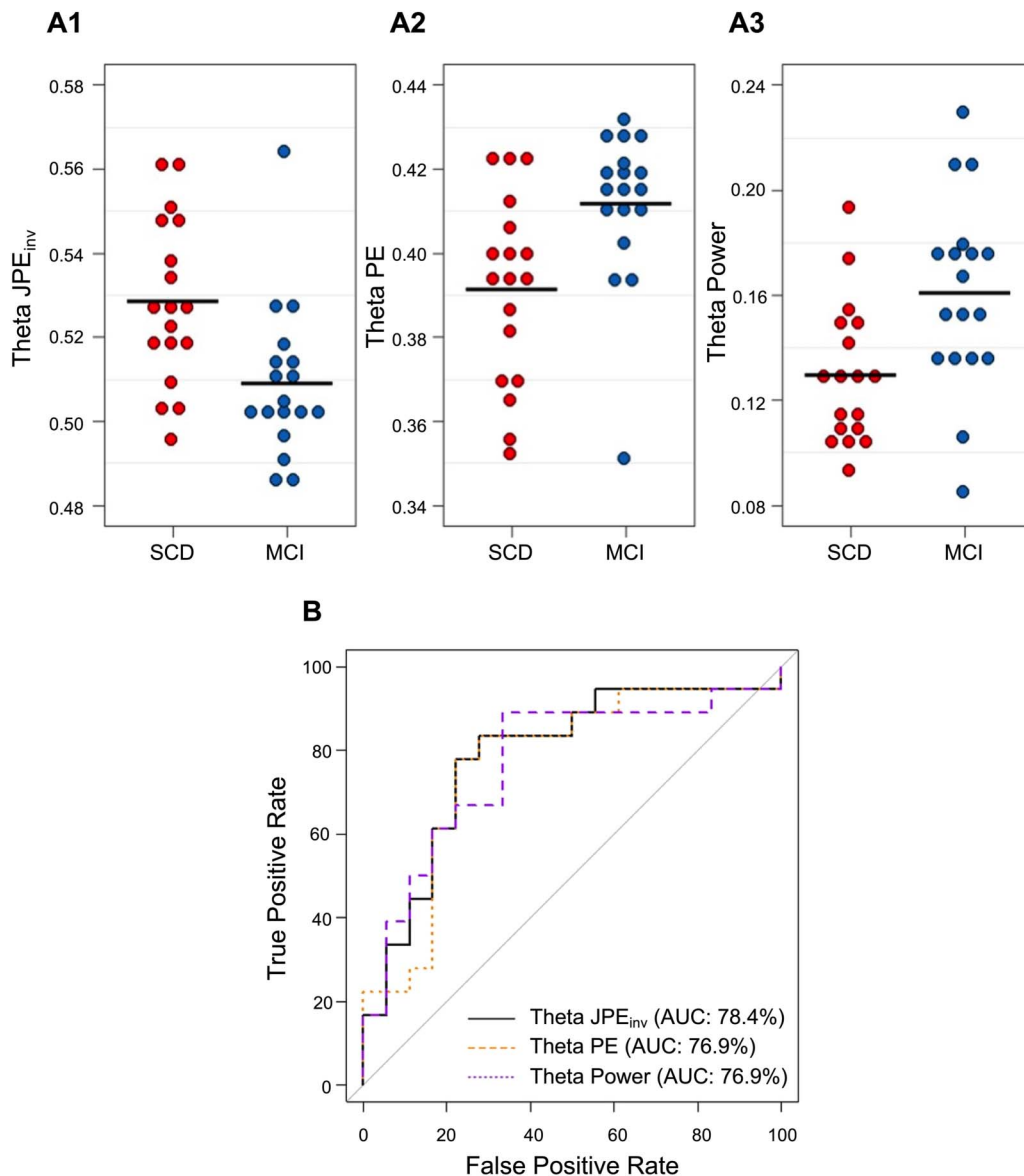 A1
A2
A3
0.58
0.56
0.54
0.52
0.50
0.48
Theta JPEinv
SCD
MCI
0.44
0.42
0.40
0.38
0.36
0.34
Theta PE
SCD
MCI
0.24
0.20
0.16
0.12
0.08
Theta Power
SCD
MCI
B
100
80
60
40
20
0
True Positive Rate
Theta JPEinv (AUC: 78.4%)
Theta PE (AUC: 76.9%)
Theta Power (AUC: 76.9%)
0 20 40 60 80 100
False Positive Rate